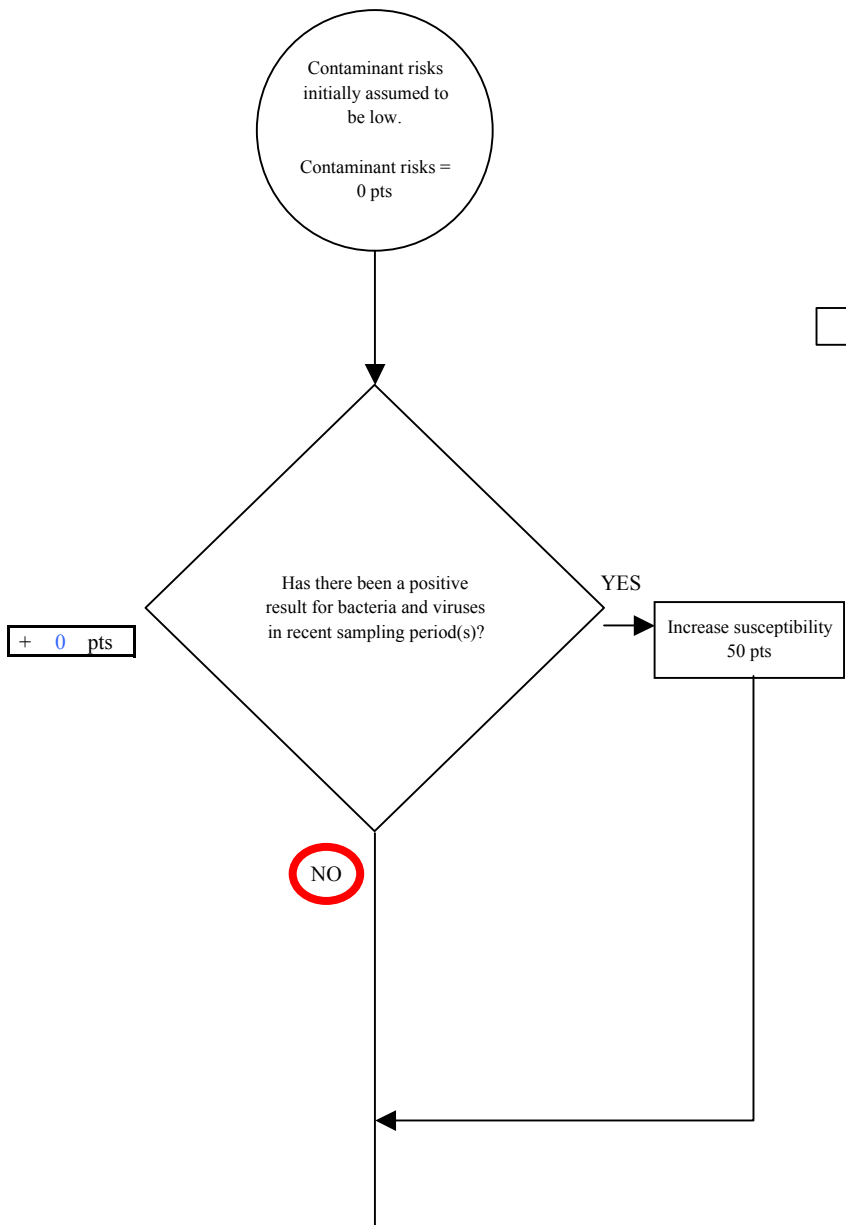 Contaminant risks
initially assumed to
be low.
Contaminant risks =
0 pts
Has there been a positive
result for bacteria and viruses
in recent sampling period(s)?
YES
Increase susceptibility
50 pts
+ 0 pts
NO